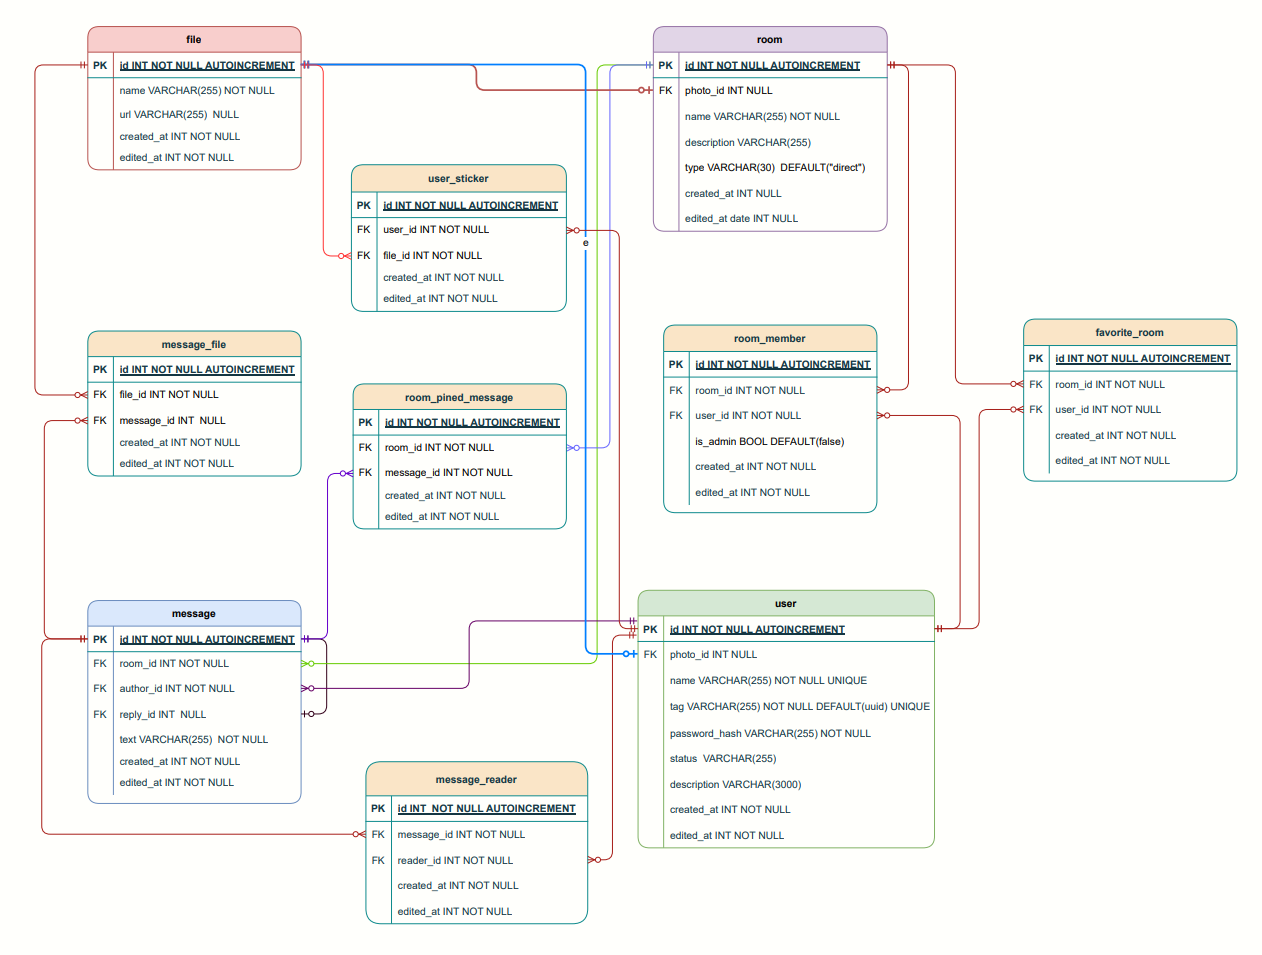 file
PK id INT NOT NULL AUTOINCREMENT
name VARCHAR(255) NOT NULL
url VARCHAR(255)  NULL
created_at INT NOT NULL
edited_at INT NOT NULL
room
PK id INT NOT NULL AUTOINCREMENT
FK photo_id INT NULL
name VARCHAR(255) NOT NULL
description VARCHAR(255)
type VARCHAR(30)  DEFAULT("direct")
created_at INT NULL
edited_at date INT NULL
user_sticker
PK id INT NOT NULL AUTOINCREMENT
FK user_id INT NOT NULL
FK file_id INT NOT NULL
created_at INT NOT NULL
edited_at INT NOT NULL
e
message_file
PK id INT NOT NULL AUTOINCREMENT
FK file_id INT NOT NULL
FK message_id INT  NULL
created_at INT NOT NULL
edited_at INT NOT NULL
room_pined_message
PK id INT NOT NULL AUTOINCREMENT
FK room_id INT NOT NULL
FK message_id INT NOT NULL
created_at INT NOT NULL
edited_at INT NOT NULL
room_member
PK id INT NOT NULL AUTOINCREMENT
FK room_id INT NOT NULL
FK user_id INT NOT NULL
is_admin BOOL DEFAULT(false)
created_at INT NOT NULL
edited_at INT NOT NULL
favorite_room
PK id INT NOT NULL AUTOINCREMENT
FK room_id INT NOT NULL
FK user_id INT NOT NULL
created_at INT NOT NULL
edited_at INT NOT NULL
message
PK id INT NOT NULL AUTOINCREMENT
FK room_id INT NOT NULL
FK author_id INT NOT NULL
FK reply_id INT  NULL
text VARCHAR(255)  NOT NULL
created_at INT NOT NULL
edited_at INT NOT NULL
user
PK id INT NOT NULL AUTOINCREMENT
FK photo_id INT NULL
name VARCHAR(255) NOT NULL UNIQUE
tag VARCHAR(255) NOT NULL DEFAULT(uuid) UNIQUE
password_hash VARCHAR(255) NOT NULL
status  VARCHAR(255)
description VARCHAR(3000)
created_at INT NOT NULL
edited_at INT NOT NULL
message_reader
PK id INT  NOT NULL AUTOINCREMENT
FK message_id INT NOT NULL
FK reader_id INT NOT NULL
created_at INT NOT NULL
edited_at INT NOT NULL